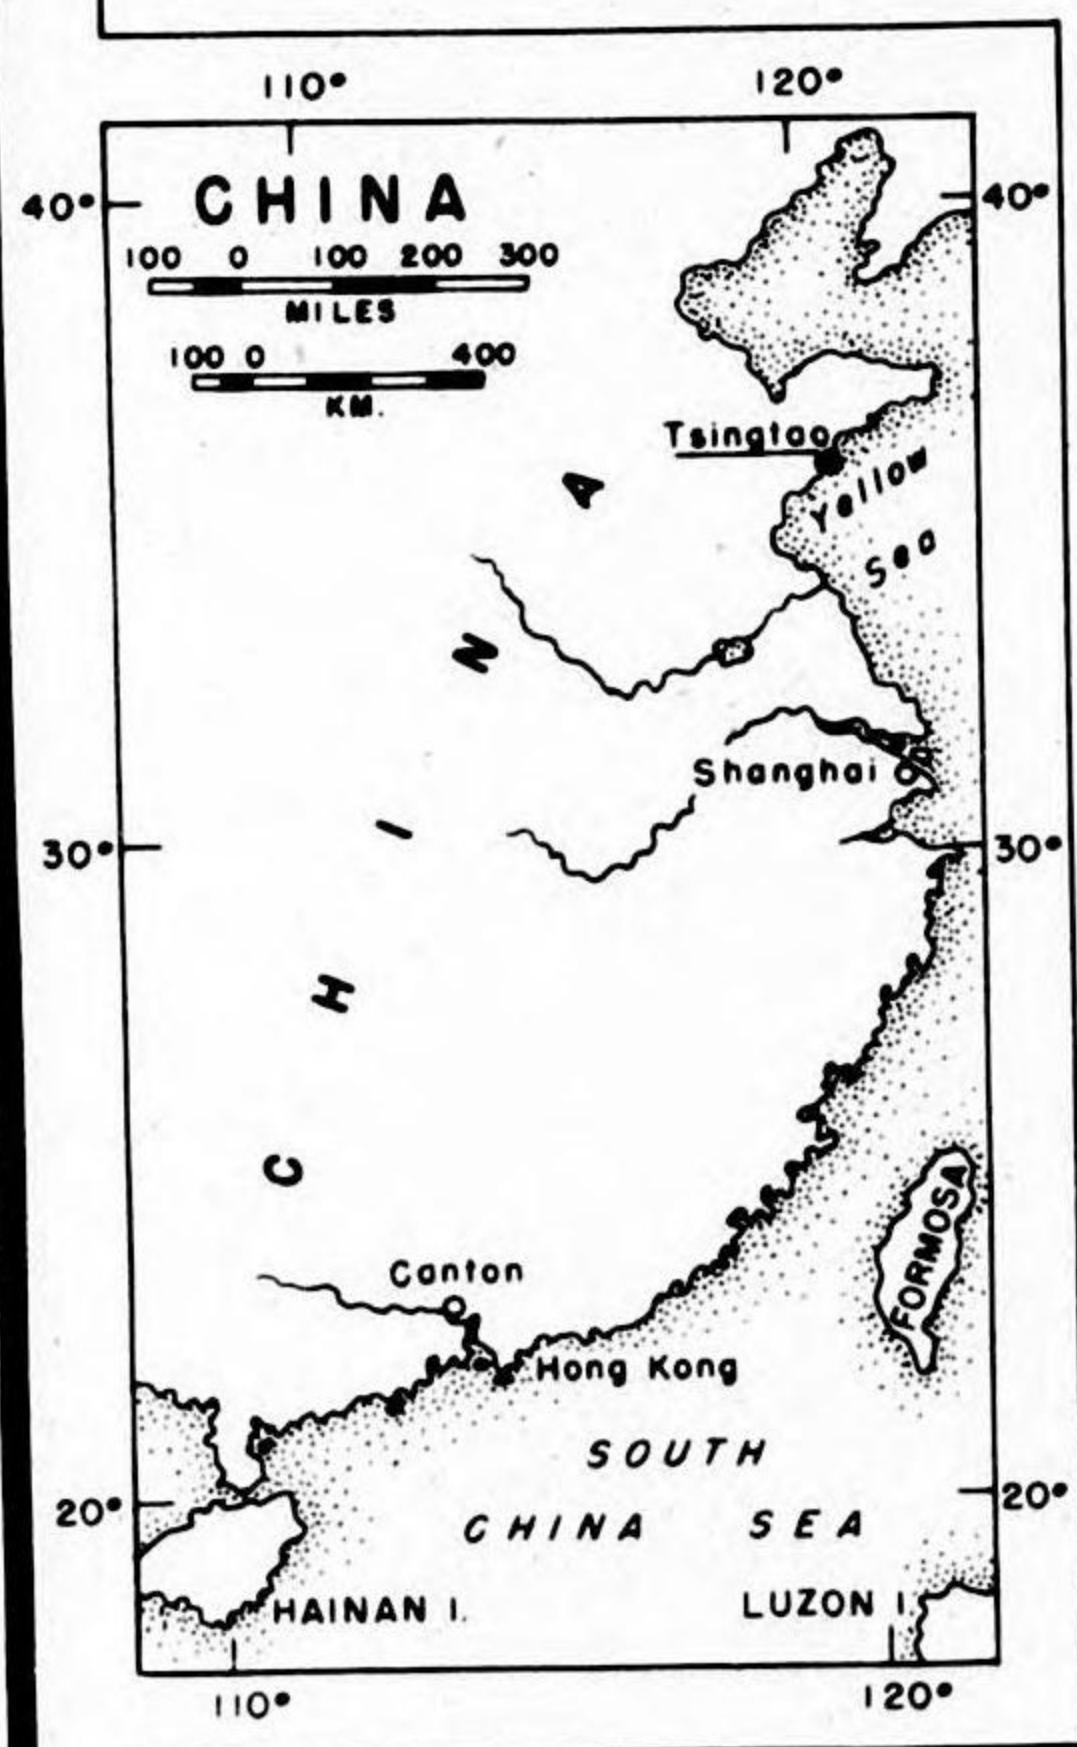 110° 120°
40° 40°
CHINA
100 0 100 200 300
MILES
100 0 400
KM.
Tsingtao
Yellow
Sea
CHINA
Shanghai
30° 30°
FORMOSA
Canton
Hong Kong
SOUTH
CHINA SEA
20° 20°
HAINAN I.
LUZON I.
110° 120°